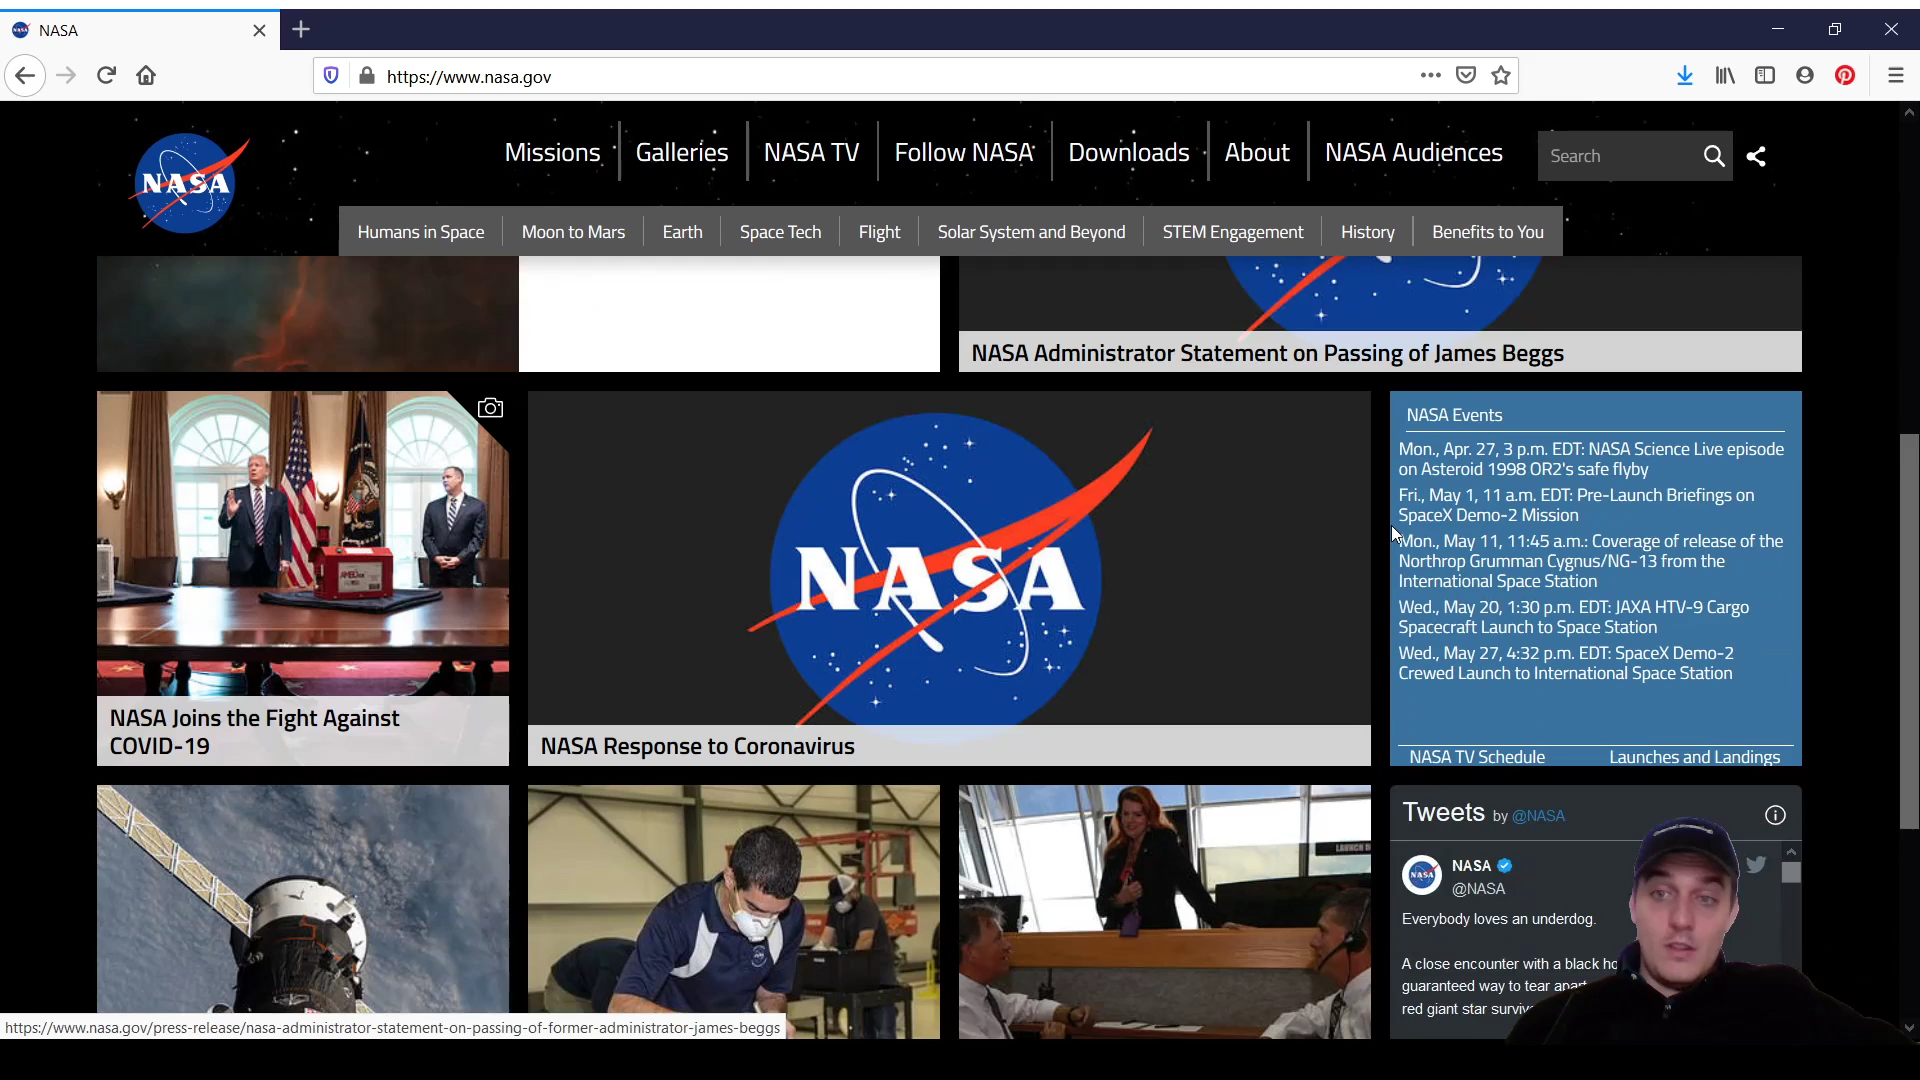 NASA
https://www.nasa.gov
NASA
Missions
Galleries
NASA TV
Follow NASA
Downloads
About
NASA Audiences
Search
Humans in Space
Moon to Mars
Earth
Space Tech
Flight
Solar System and Beyond
STEM Engagement
History
Benefits to You
NASA Administrator Statement on Passing of James Beggs
NASA Joins the Fight Against
COVID-19
NASA
NASA Response to Coronavirus
NASA Events
Mon., Apr. 27, 3 p.m. EDT: NASA Science Live episode
on Asteroid 1998 OR2's safe flyby
Fri., May 1, 11 a.m. EDT: Pre-Launch Briefings on
SpaceX Demo-2 Mission
Mon., May 11, 11:45 a.m.: Coverage of release of the
Northrop Grumman Cygnus/NG-13 from the
International Space Station
Wed., May 20, 1:30 p.m. EDT: JAXA HTV-9 Cargo
Spacecraft Launch to Space Station
Wed., May 27, 4:32 p.m. EDT: SpaceX Demo-2
Crewed Launch to International Space Station
NASA TV Schedule
Launches and Landings
Tweets by @NASA
NASA
NASA
@NASA
Everybody loves an underdog.
A close encounter with a black
guaranteed way to tear
red giant star
https://www.nasa.gov/press-release/nasa-administrator-statement-on-passing-of-former-administrator-james-beggs